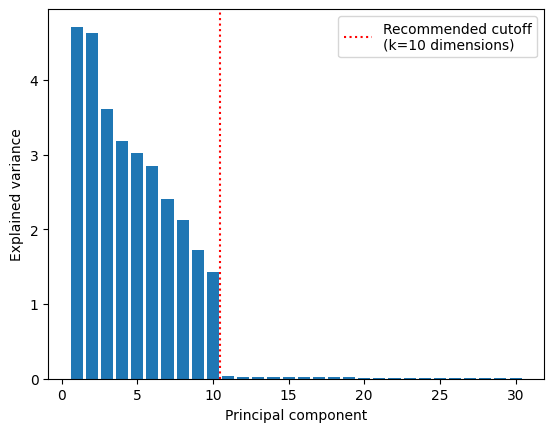 Recommended cutoff
(k=10 dimensions)
Explained variance
4
3
2
1
0
0 5 10 15 20 25 30
Principal component